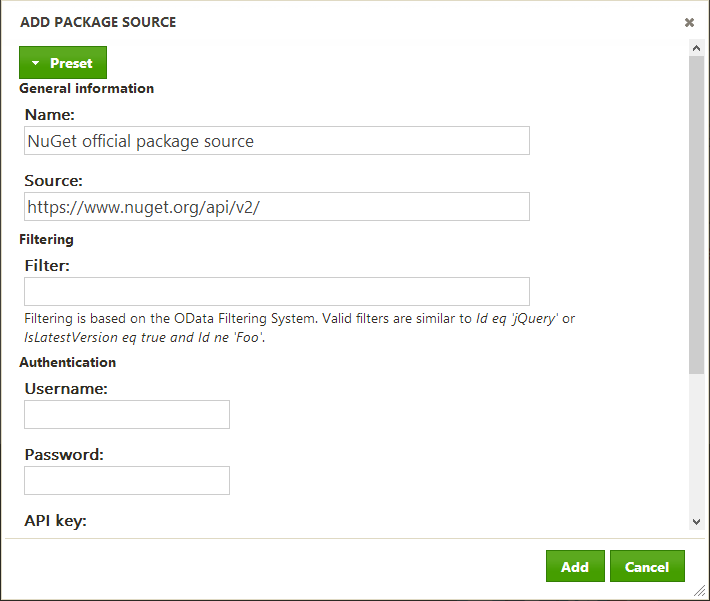 ADD PACKAGE SOURCE
Preset
General information
Name:
NuGet official package source
Source:
https://www.nuget.org/api/v2/
Filtering
Filter:
Filtering is based on the OData Filtering System. Valid filters are similar to Id eq 'jQuery' or
IsLatestVersion eq true and Id ne 'Foo'.
Authentication
Username:
Password:
API key:
Add Cancel